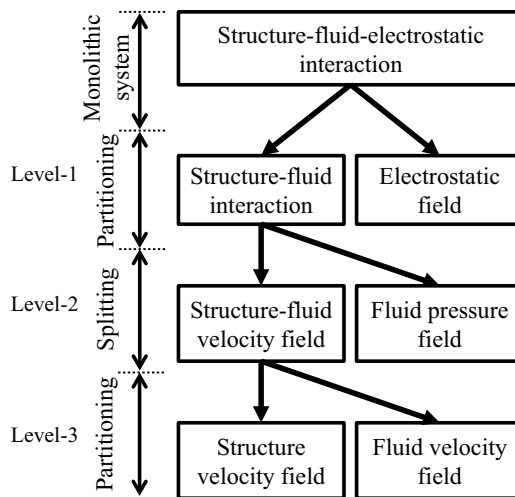 Monolithic
system
Structure-fluid-electrostatic
interaction
Level-1
Partitioning
Structure-fluid
interaction
Electrostatic
field
Level-2
Splitting
Structure-fluid
velocity field
Fluid pressure
field
Level-3
Partitioning
Structure
velocity field
Fluid velocity
field